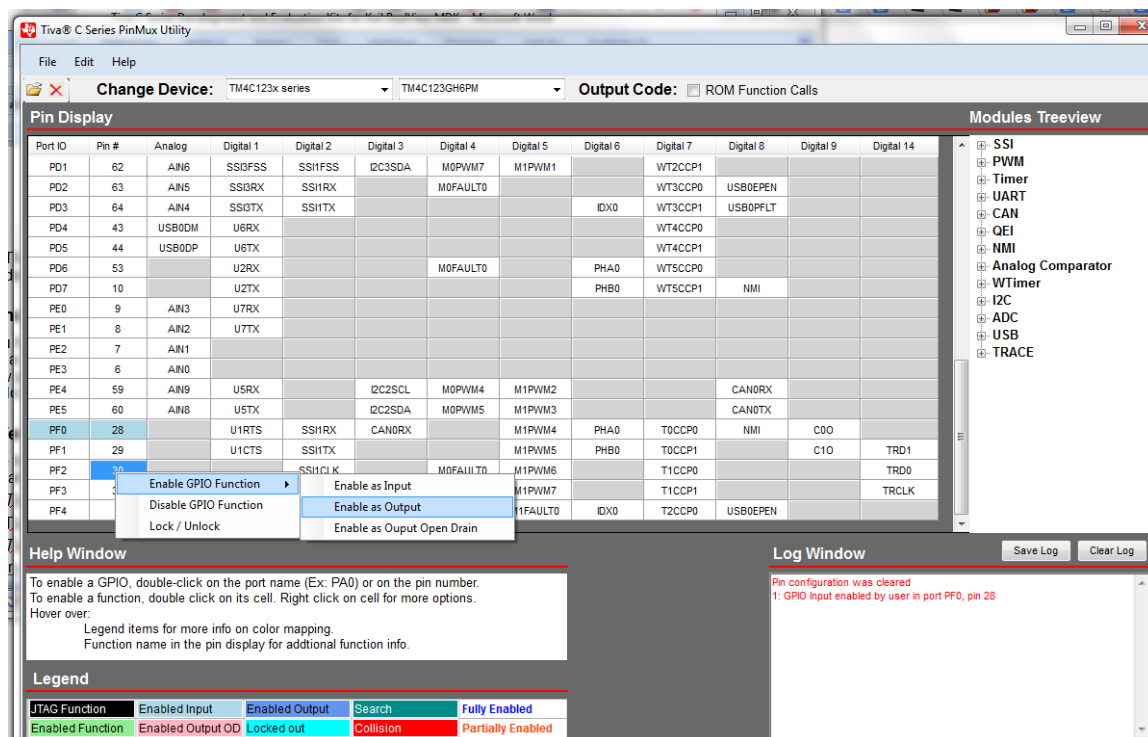 Tiva® C Series PinMux Utility
File Edit Help
Change Device: TM4C123x series TM4C123GH6PM Output Code: ROM Function Calls
Pin Display Modules Treeview
Port IO Pin # Analog Digital 1 Digital 2 Digital 3 Digital 4 Digital 5 Digital 6 Digital 7 Digital 8 Digital 9 Digital 14
PD1 62 AIN6 SSI3FSS SSI1FSS I2C3SDA M0PWM7 M1PWM1 WT2CCP1
PD2 63 AIN5 SSI3RX SSI1RX M0FAULT0 WT3CCP0 USB0EPEN
PD3 64 AIN4 SSI3TX SSI1TX IDX0 WT3CCP1 USB0PFLT
PD4 43 USB0DM U6RX WT4CCP0
PD5 44 USB0DP U6TX WT4CCP1
PD6 53 U2RX M0FAULT0 PHA0 WT5CCP0
PD7 10 U2TX PHB0 WT5CCP1 NMI
PE0 9 AIN3 U7RX
PE1 8 AIN2 U7TX
PE2 7 AIN1
PE3 6 AIN0
PE4 59 AIN9 U5RX I2C2SCL M0PWM4 M1PWM2 CAN0RX
PE5 60 AIN8 U5TX I2C2SDA M0PWM5 M1PWM3 CAN0TX
PF0 28 U1RTS SSI1RX CAN0RX M1PWM4 PHA0 T0CCP0 NMI C0O
PF1 29 U1CTS SSI1TX M1PWM5 PHB0 T0CCP1 C1O TRD1
PF2 30 SSI1CLK M0FAULT0 M1PWM6 T1CCP0 TRD0
PF3 M1PWM7 T1CCP1 TRCLK
PF4 M1FAULT0 IDX0 T2CCP0 USB0EPEN
Enable GPIO Function
Disable GPIO Function
Lock / Unlock
Enable as Input
Enable as Output
Enable as Ouput Open Drain
SSI
PWM
Timer
UART
CAN
QEI
NMI
Analog Comparator
WTimer
I2C
ADC
USB
TRACE
Help Window
To enable a GPIO, double-click on the port name (Ex: PA0) or on the pin number.
To enable a function, double click on its cell. Right click on cell for more options.
Hover over:
Legend items for more info on color mapping.
Function name in the pin display for addtional function info.
Log Window Save Log Clear Log
Pin configuration was cleared
1: GPIO Input enabled by user in port PF0, pin 28
Legend
JTAG Function Enabled Input Enabled Output Search Fully Enabled
Enabled Function Enabled Output OD Locked out Collision Partially Enabled